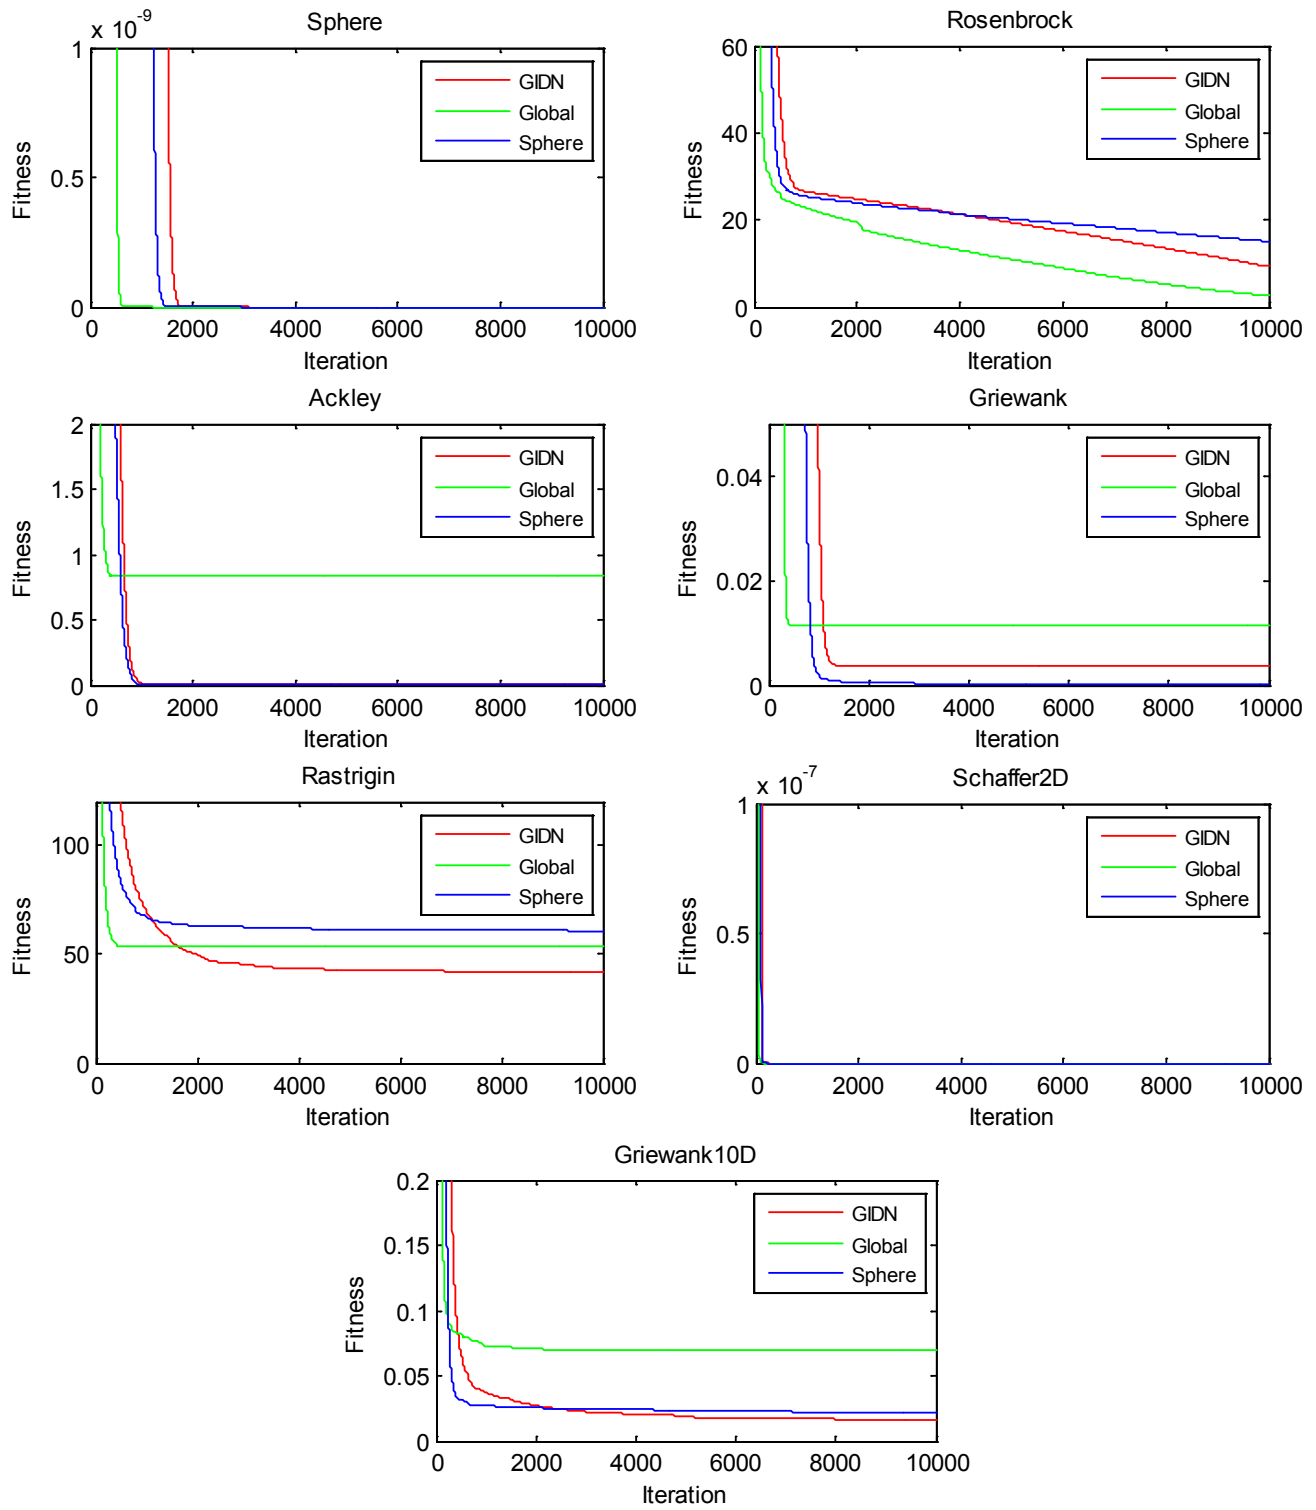 x 10^-9
Sphere
1
0.5
0
Fitness
GIDN
Global
Sphere
0 2000 4000 6000 8000 10000
Iteration
Rosenbrock
60
40
20
0
Fitness
GIDN
Global
Sphere
0 2000 4000 6000 8000 10000
Iteration
Ackley
2
1.5
1
0.5
0
Fitness
GIDN
Global
Sphere
0 2000 4000 6000 8000 10000
Iteration
Griewank
0.04
0.02
0
Fitness
GIDN
Global
Sphere
0 2000 4000 6000 8000 10000
Iteration
Rastrigin
100
50
0
Fitness
GIDN
Global
Sphere
0 2000 4000 6000 8000 10000
Iteration
x 10^-7
Schaffer2D
1
0.5
0
Fitness
GIDN
Global
Sphere
0 2000 4000 6000 8000 10000
Iteration
Griewank10D
0.2
0.15
0.1
0.05
0
Fitness
GIDN
Global
Sphere
0 2000 4000 6000 8000 10000
Iteration